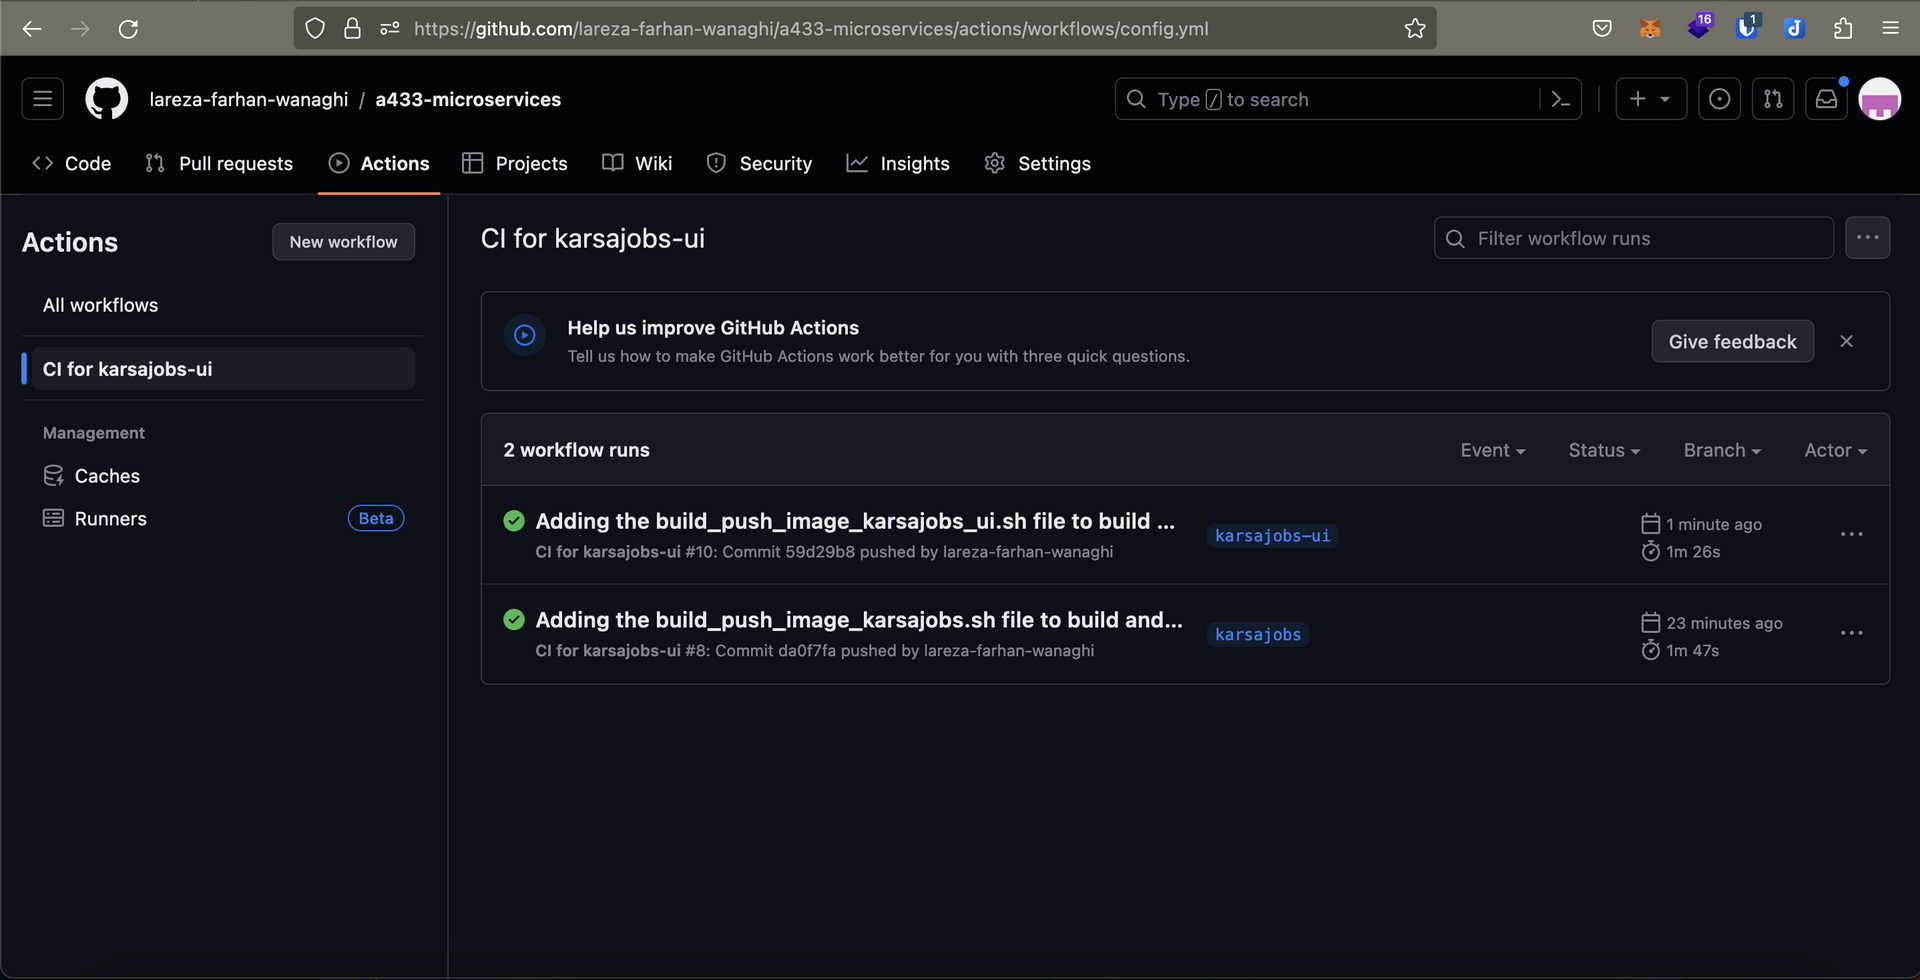 https://github.com/lareza-farhan-wanaghi/a433-microservices/actions/workflows/config.yml
16
1
lareza-farhan-wanaghi / a433-microservices
Type / to search
Code
Pull requests
Actions
Projects
Wiki
Security
Insights
Settings
Actions
New workflow
All workflows
CI for karsajobs-ui
Management
Caches
Runners
Beta
CI for karsajobs-ui
Filter workflow runs
Help us improve GitHub Actions
Tell us how to make GitHub Actions work better for you with three quick questions.
Give feedback
2 workflow runs
Event
Status
Branch
Actor
Adding the build_push_image_karsajobs_ui.sh file to build ...
CI for karsajobs-ui #10: Commit 59d29b8 pushed by lareza-farhan-wanaghi
karsajobs-ui
1 minute ago
1m 26s
Adding the build_push_image_karsajobs.sh file to build and...
CI for karsajobs-ui #8: Commit da0f7fa pushed by lareza-farhan-wanaghi
karsajobs
23 minutes ago
1m 47s